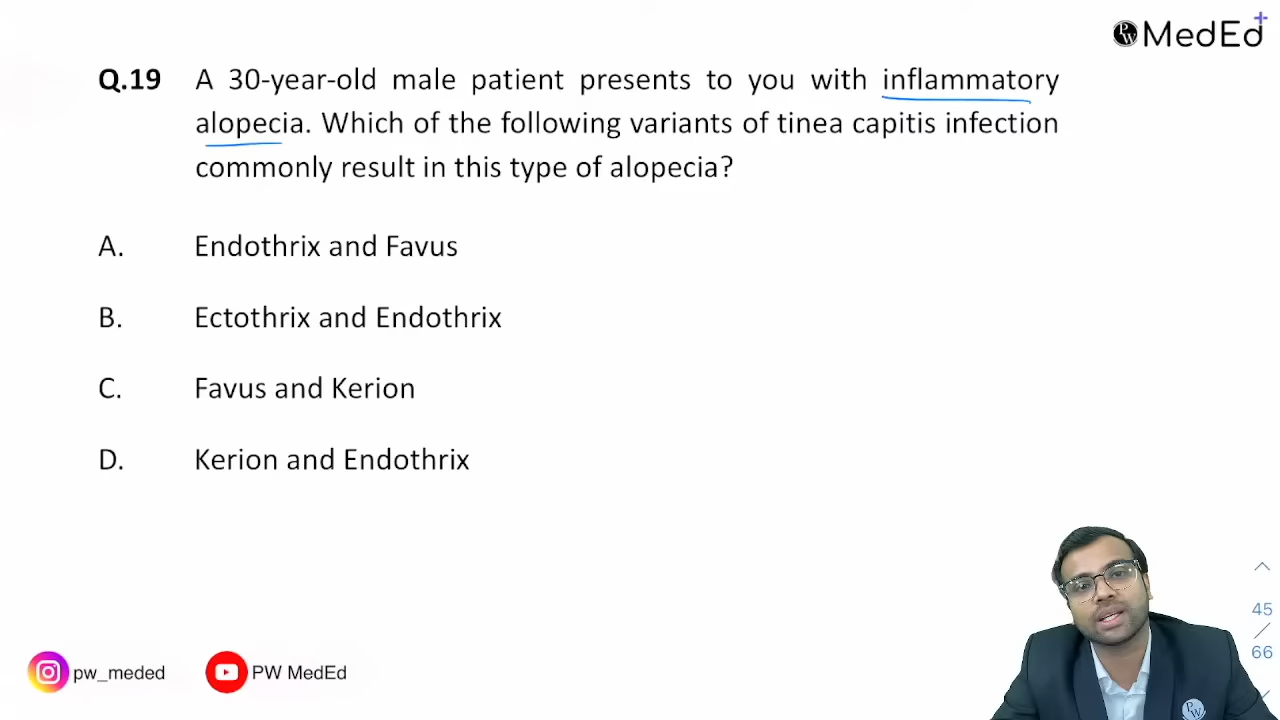 PW MedEd
Q.19 A 30-year-old male patient presents to you with inflammatory
alopecia. Which of the following variants of tinea capitis infection
commonly result in this type of alopecia?
A. Endothrix and Favus
B. Ectothrix and Endothrix
C. Favus and Kerion
D. Kerion and Endothrix
45
/
66
pw_meded
PW MedEd
PW